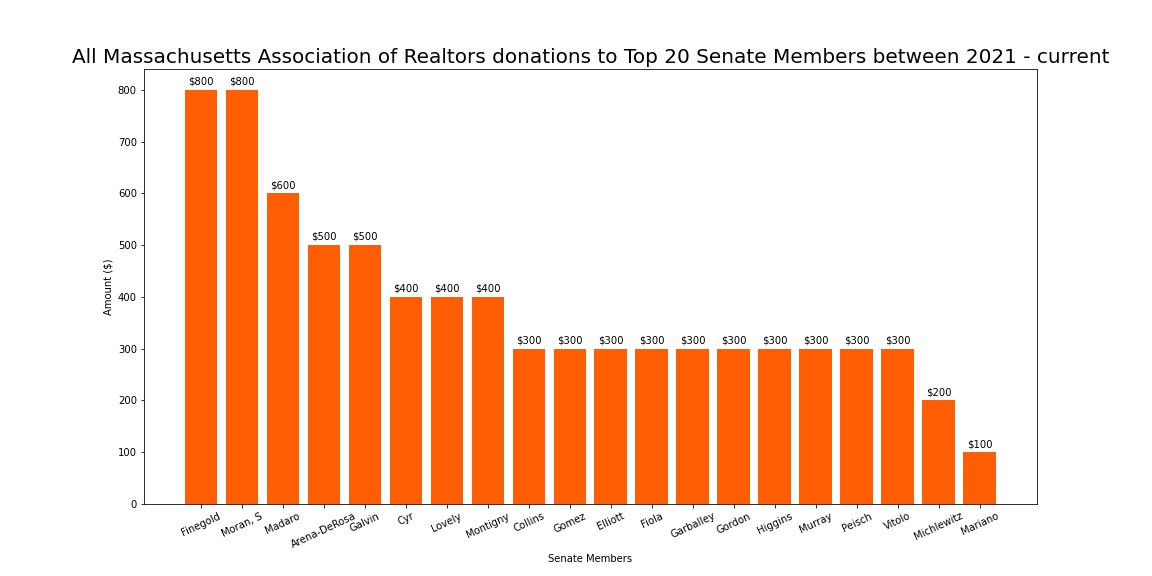 All Massachusetts Association of Realtors donations to Top 20 Senate Members between 2021 - current
$800 $800
$600
$500 $500
$400 $400 $400
$300 $300 $300 $300 $300 $300 $300 $300 $300 $300
$200
$100
800
700
600
500
400
300
200
100
0
Amount ($)
Finegold Moran, S Madaro Arena-DeRosa Galvin Cyr Lovely Montigny Collins Gomez Elliott Fiola Garballey Gordon Higgins Murray Peisch Vitolo Michlewitz Mariano
Senate Members